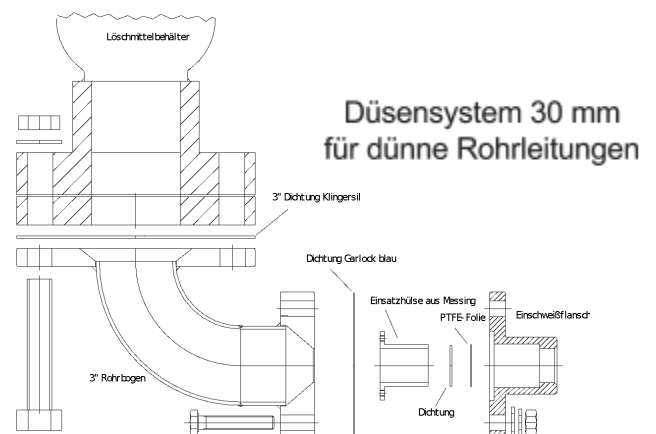 Löschmittelbehälter
Düsensystem 30 mm
für dünne Rohrleitungen
3" Dichtung Klingersil
Dichtung Garlock blau
Einsatzhülse aus Messing
PTFE-Folie
Einschweißflansch
3" Rohrbogen
Dichtung